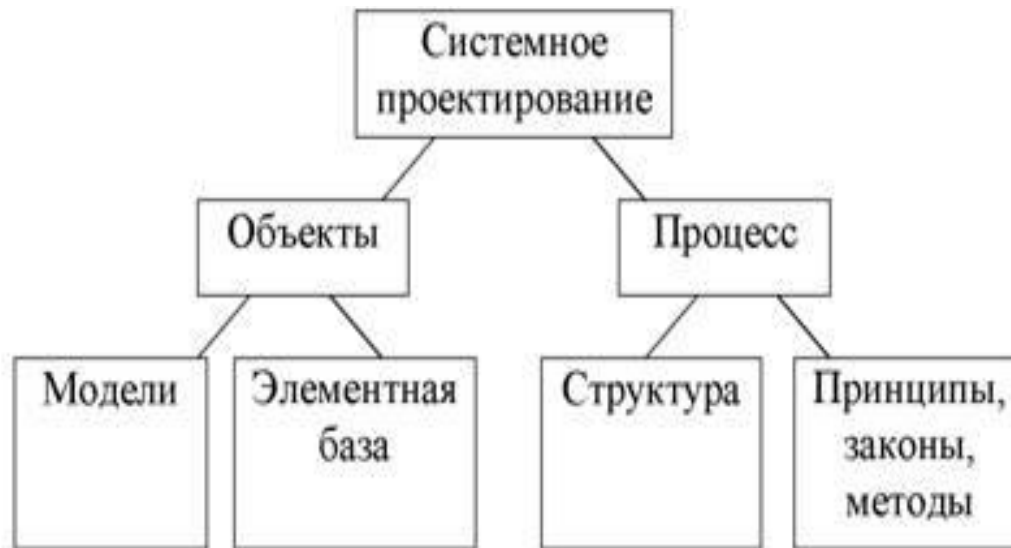 Системное
проектирование
Объекты
Процесс
Модели
Элементная
база
Структура
Принципы,
законы,
методы